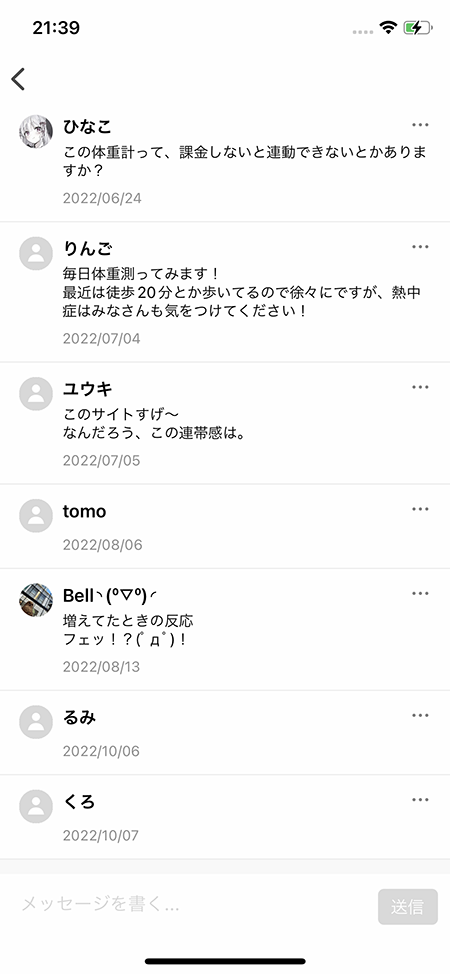 21:39
ひなこ
この体重計って、課金しないと連動できないとかありま
すか？
2022/06/24
りんご
毎日体重測ってみます！
最近は徒歩20分とか歩いてるので徐々にですが、熱中
症はみなさんも気をつけてください！
2022/07/04
ユウキ
このサイトすげ〜
なんだろう、この連帯感は。
2022/07/05
tomo
2022/08/06
Bell◝(⁰▽⁰)◜
増えてたときの反応
フェッ！？(ﾟдﾟ)！
2022/08/13
るみ
2022/10/06
くろ
2022/10/07
メッセージを書く...
送信